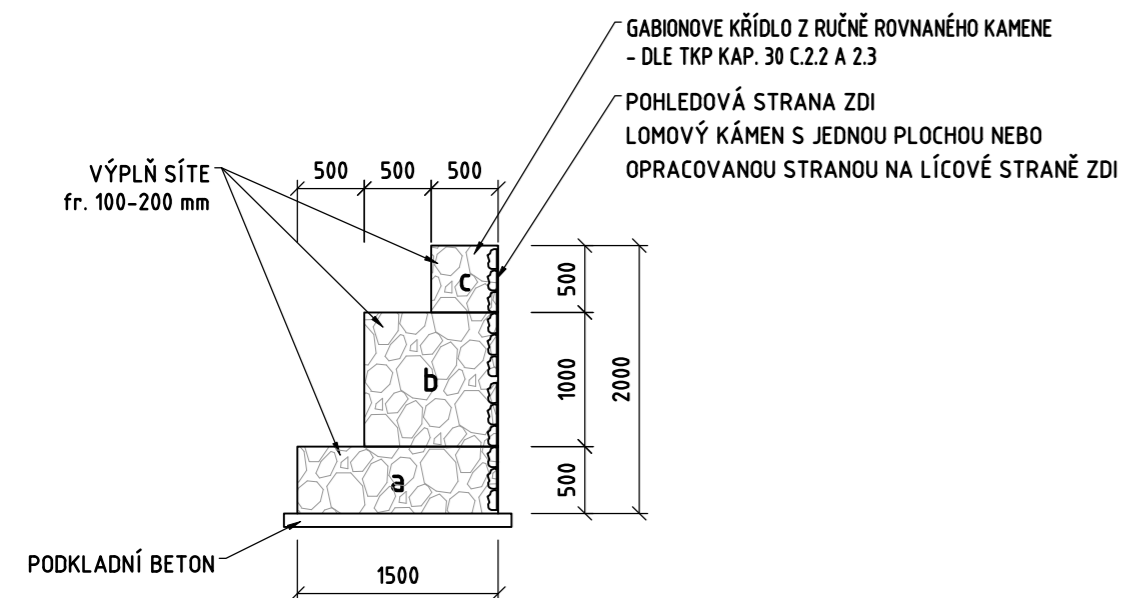 GABIONOVE KŘÍDLO Z RUČNĚ ROVNANÉHO KAMENE
- DLE TKP KAP. 30 C.2.2 A 2.3
POHLEDOVÁ STRANA ZDI
LOMOVÝ KÁMEN S JEDNOU PLOCHOU NEBO
OPRACOVANOU STRANOU NA LÍCOVÉ STRANĚ ZDI
VÝPLŇ SÍTE
fr. 100-200 mm
500 500 500
c
500
b
1000
2000
a
500
PODKLADNÍ BETON
1500